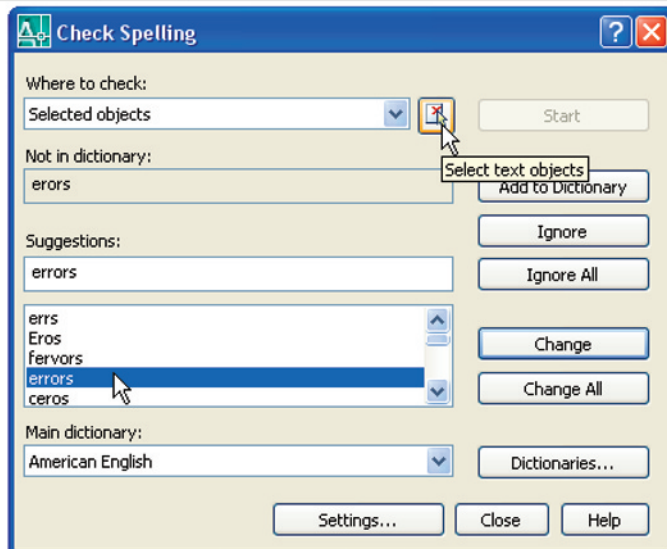 Check Spelling
Where to check:
Selected objects
Start
Select text objects
Not in dictionary:
erors
Add to Dictionary
Ignore
Suggestions:
errors
Ignore All
errs
Eros
fervors
errors
ceros
Change
Change All
Main dictionary:
American English
Dictionaries...
Settings...
Close
Help